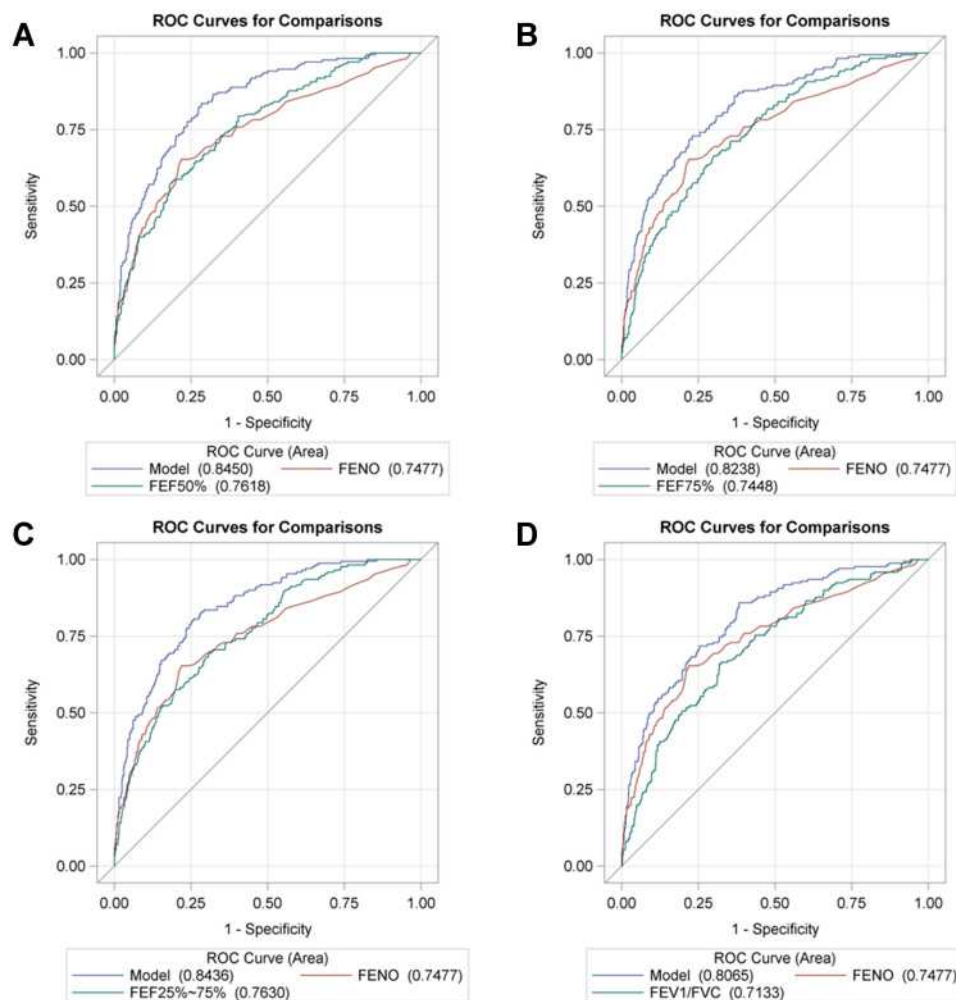 A
ROC Curves for Comparisons
1.00
0.75
0.50
0.25
0.00
Sensitivity
0.00 0.25 0.50 0.75 1.00
1 - Specificity
ROC Curve (Area)
Model (0.8450) FENO (0.7477)
FEF50% (0.7618)
B
ROC Curves for Comparisons
1.00
0.75
0.50
0.25
0.00
Sensitivity
0.00 0.25 0.50 0.75 1.00
1 - Specificity
ROC Curve (Area)
Model (0.8238) FENO (0.7477)
FEF75% (0.7448)
C
ROC Curves for Comparisons
1.00
0.75
0.50
0.25
0.00
Sensitivity
0.00 0.25 0.50 0.75 1.00
1 - Specificity
ROC Curve (Area)
Model (0.8436) FENO (0.7477)
FEF25%~75% (0.7630)
D
ROC Curves for Comparisons
1.00
0.75
0.50
0.25
0.00
Sensitivity
0.00 0.25 0.50 0.75 1.00
1 - Specificity
ROC Curve (Area)
Model (0.8065) FENO (0.7477)
FEV1/FVC (0.7133)